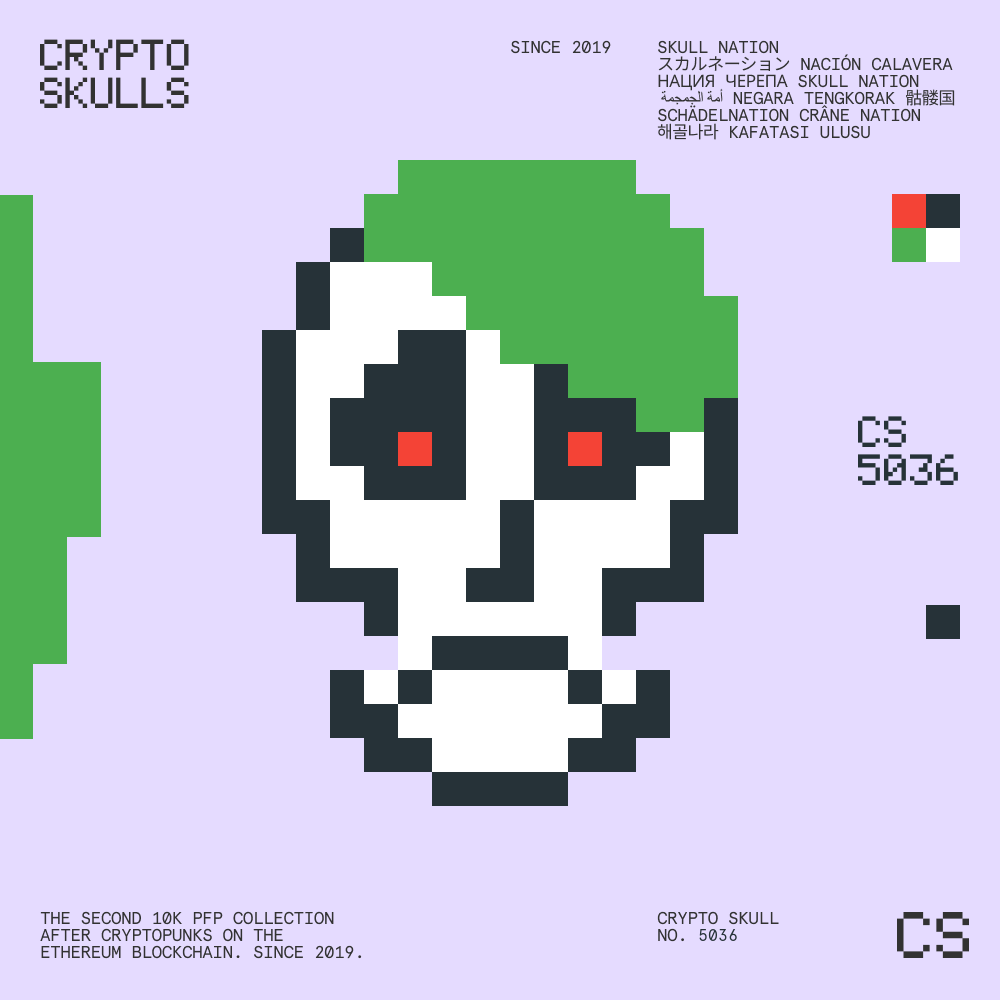 CRYPTO
SKULLS
SINCE 2019
SKULL NATION
スカルネーション NACIÓN CALAVERA
НАЦИЯ ЧЕРЕПА SKULL NATION
أمة الجمجمة NEGARA TENGKORAK 骷髅国
SCHÄDELNATION CRÂNE NATION
해골나라 KAFATASI ULUSU
CS
5036
THE SECOND 10K PFP COLLECTION
AFTER CRYPTOPUNKS ON THE
ETHEREUM BLOCKCHAIN. SINCE 2019.
CRYPTO SKULL
NO. 5036
CS